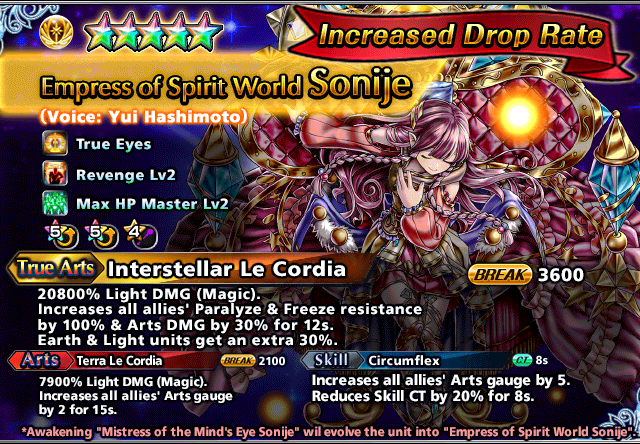 Increased Drop Rate
Empress of Spirit World Sonije
(Voice: Yui Hashimoto)
True Eyes
Revenge Lv2
Max HP Master Lv2
5 5 4
True Arts Interstellar Le Cordia BREAK 3600
20800% Light DMG (Magic).
Increases all allies' Paralyze & Freeze resistance
by 100% & Arts DMG by 30% for 12s.
Earth & Light units get an extra 30%.
Arts Terra Le Cordia BREAK 2100
7900% Light DMG (Magic).
Increases all allies' Arts gauge
by 2 for 15s.
Skill Circumflex CT 8s
Increases all allies' Arts gauge by 5.
Reduces Skill CT by 20% for 8s.
*Awakening "Mistress of the Mind's Eye Sonije" wil evolve the unit into "Empress of Spirit World Sonije".